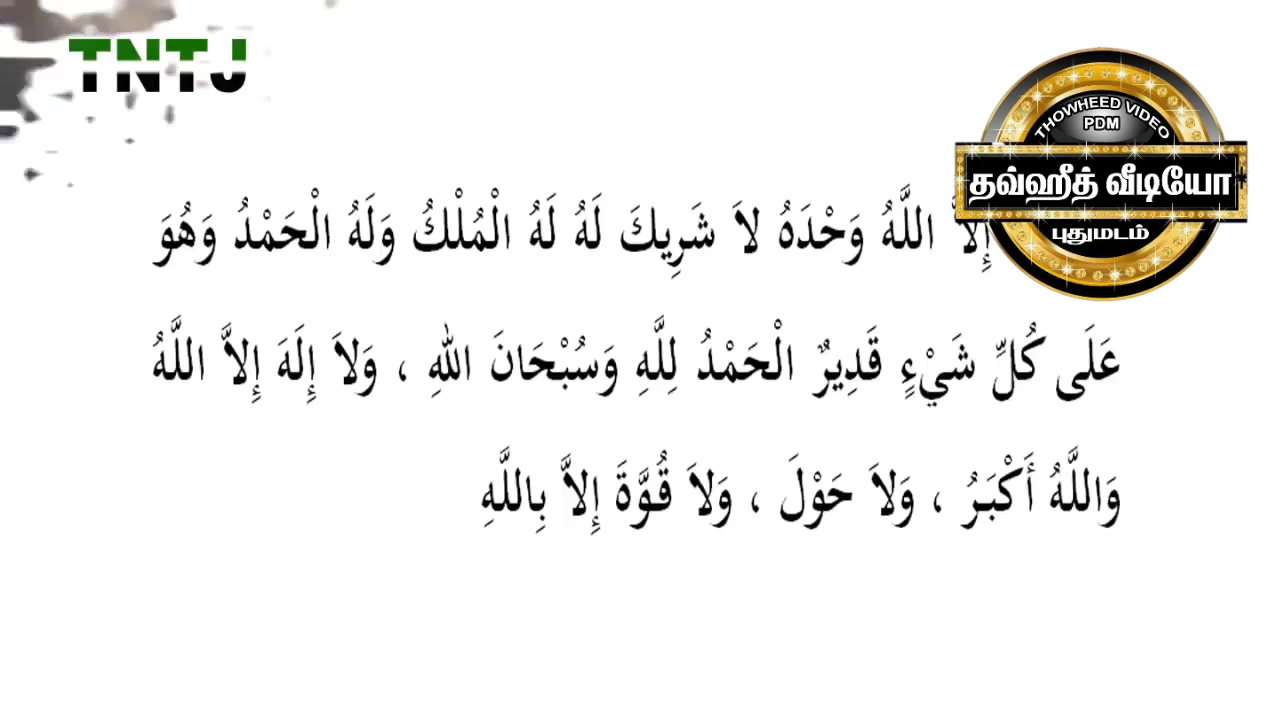 TNTJ
THOWHEED VIDEO
PDM
தவ்ஹீத் வீடியோ
புதுமடம்
إِلاَّ اللَّهُ وَحْدَهُ لاَ شَرِيكَ لَهُ لَهُ الْمُلْكُ وَلَهُ الْحَمْدُ وَهُوَ
عَلَى كُلِّ شَيْءٍ قَدِيرٌ الْحَمْدُ لِلَّهِ وَسُبْحَانَ اللهِ ، وَلاَ إِلَهَ إِلاَّ اللَّهُ
وَاللَّهُ أَكْبَرُ ، وَلاَ حَوْلَ ، وَلاَ قُوَّةَ إِلاَّ بِاللَّهِ